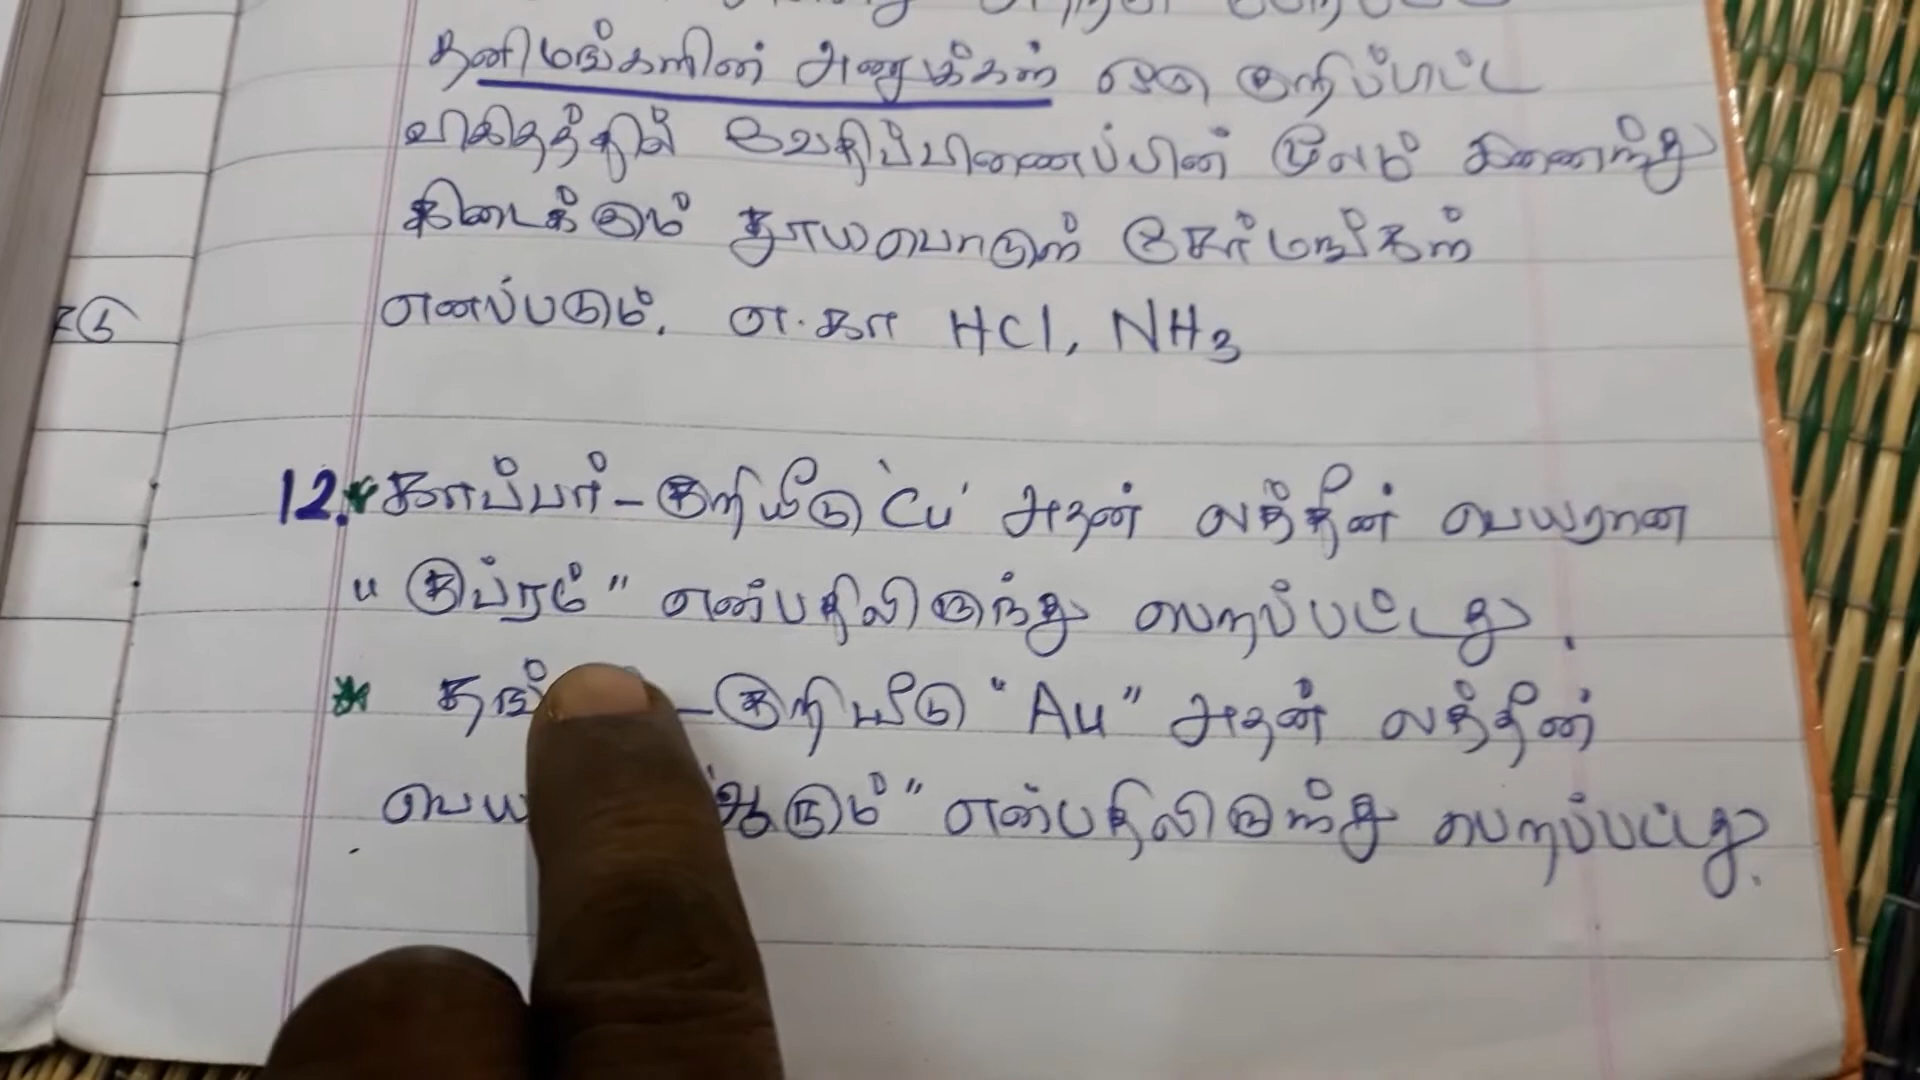 தனிமங்களின் அணுக்கள் ஒரு குறிப்பிட்ட
விகிதத்தில் வேதிப்பிணைப்பின் மூலம் இணைந்து
கிடைக்கும் தூயபொருள் சேர்மங்கள்
எனப்படும். எ.கா HCl, NH3
12. காப்பர் - குறியீடு 'Cu' அதன் லத்தீன் பெயரான
"குப்ரம்" என்பதிலிருந்து பெறப்பட்டது.
* - குறியீடு "Au" அதன் லத்தீன்
"ஆரும்" என்பதிலிருந்து பெறப்பட்டது.